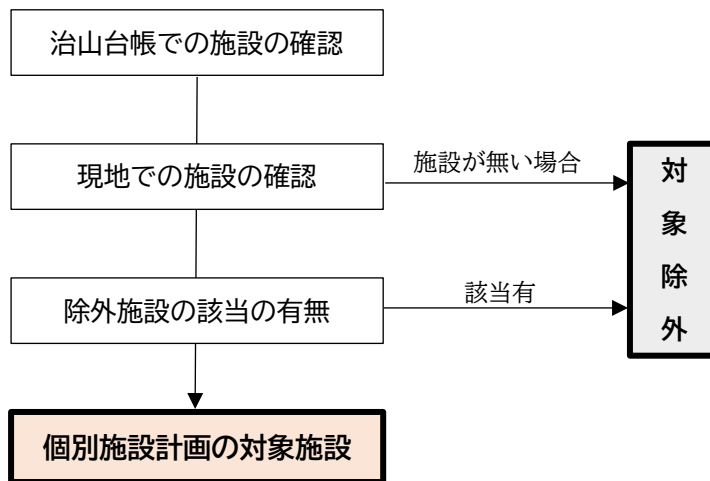 治山台帳での施設の確認
現地での施設の確認
施設が無い場合
対象除外
除外施設の該当の有無
該当有
個別施設計画の対象施設